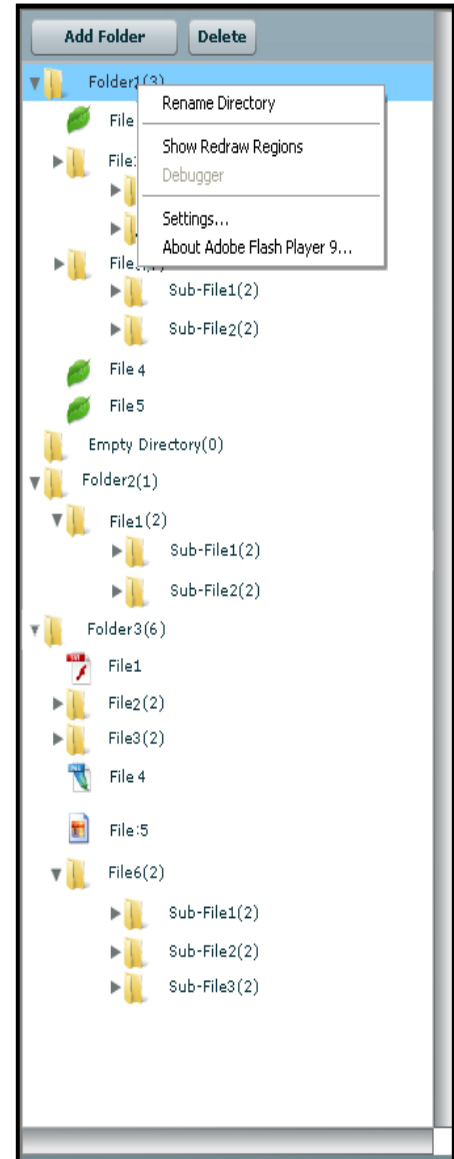 Add Folder Delete
Folder1(3)
Rename Directory
File
Show Redraw Regions
File
Debugger
Settings...
About Adobe Flash Player 9...
File
Sub-File1(2)
Sub-File2(2)
File 4
File5
Empty Directory(0)
Folder2(1)
File1(2)
Sub-File1(2)
Sub-File2(2)
Folder3(6)
File1
File2(2)
File3(2)
File 4
File:5
File6(2)
Sub-File1(2)
Sub-File2(2)
Sub-File3(2)